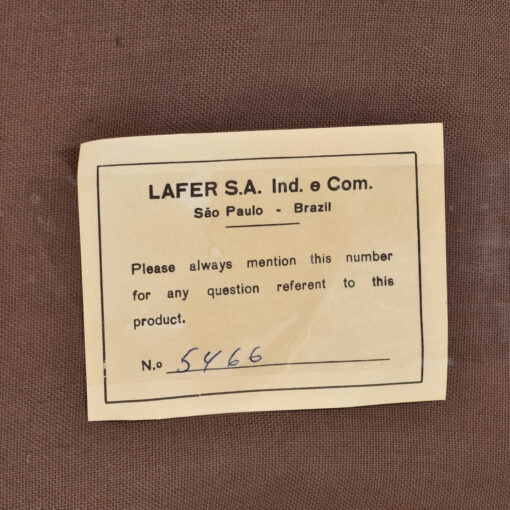 LAFER S.A. Ind. e Com.
São Paulo - Brazil
Please always mention this number
for any question referent to this
product.
N.o 5466